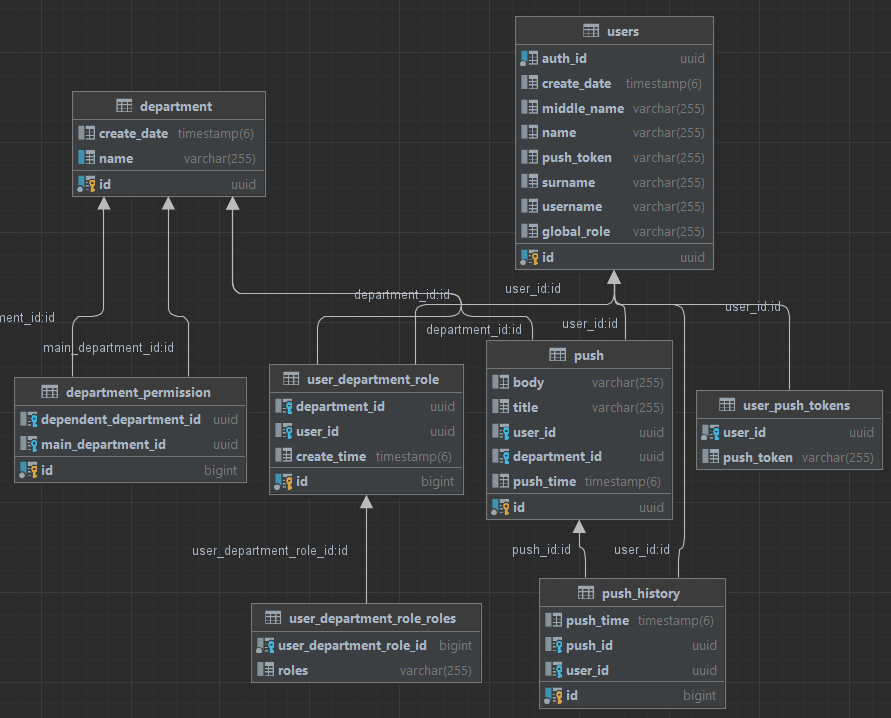 users
auth_id uuid
create_date timestamp(6)
middle_name varchar(255)
name varchar(255)
push_token varchar(255)
surname varchar(255)
username varchar(255)
global_role varchar(255)
id uuid
department
create_date timestamp(6)
name varchar(255)
id uuid
department_id:id
user_id:id
user_id:id
user_id:id
ment_id:id
department_id:id
main_department_id:id
department_permission
dependent_department_id uuid
main_department_id uuid
id bigint
user_department_role
department_id uuid
user_id uuid
create_time timestamp(6)
id bigint
push
body varchar(255)
title varchar(255)
user_id uuid
department_id uuid
push_time timestamp(6)
id uuid
user_push_tokens
user_id uuid
push_token varchar(255)
user_department_role_id:id
push_id:id
user_id:id
user_department_role_roles
user_department_role_id bigint
roles varchar(255)
push_history
push_time timestamp(6)
push_id uuid
user_id uuid
id bigint